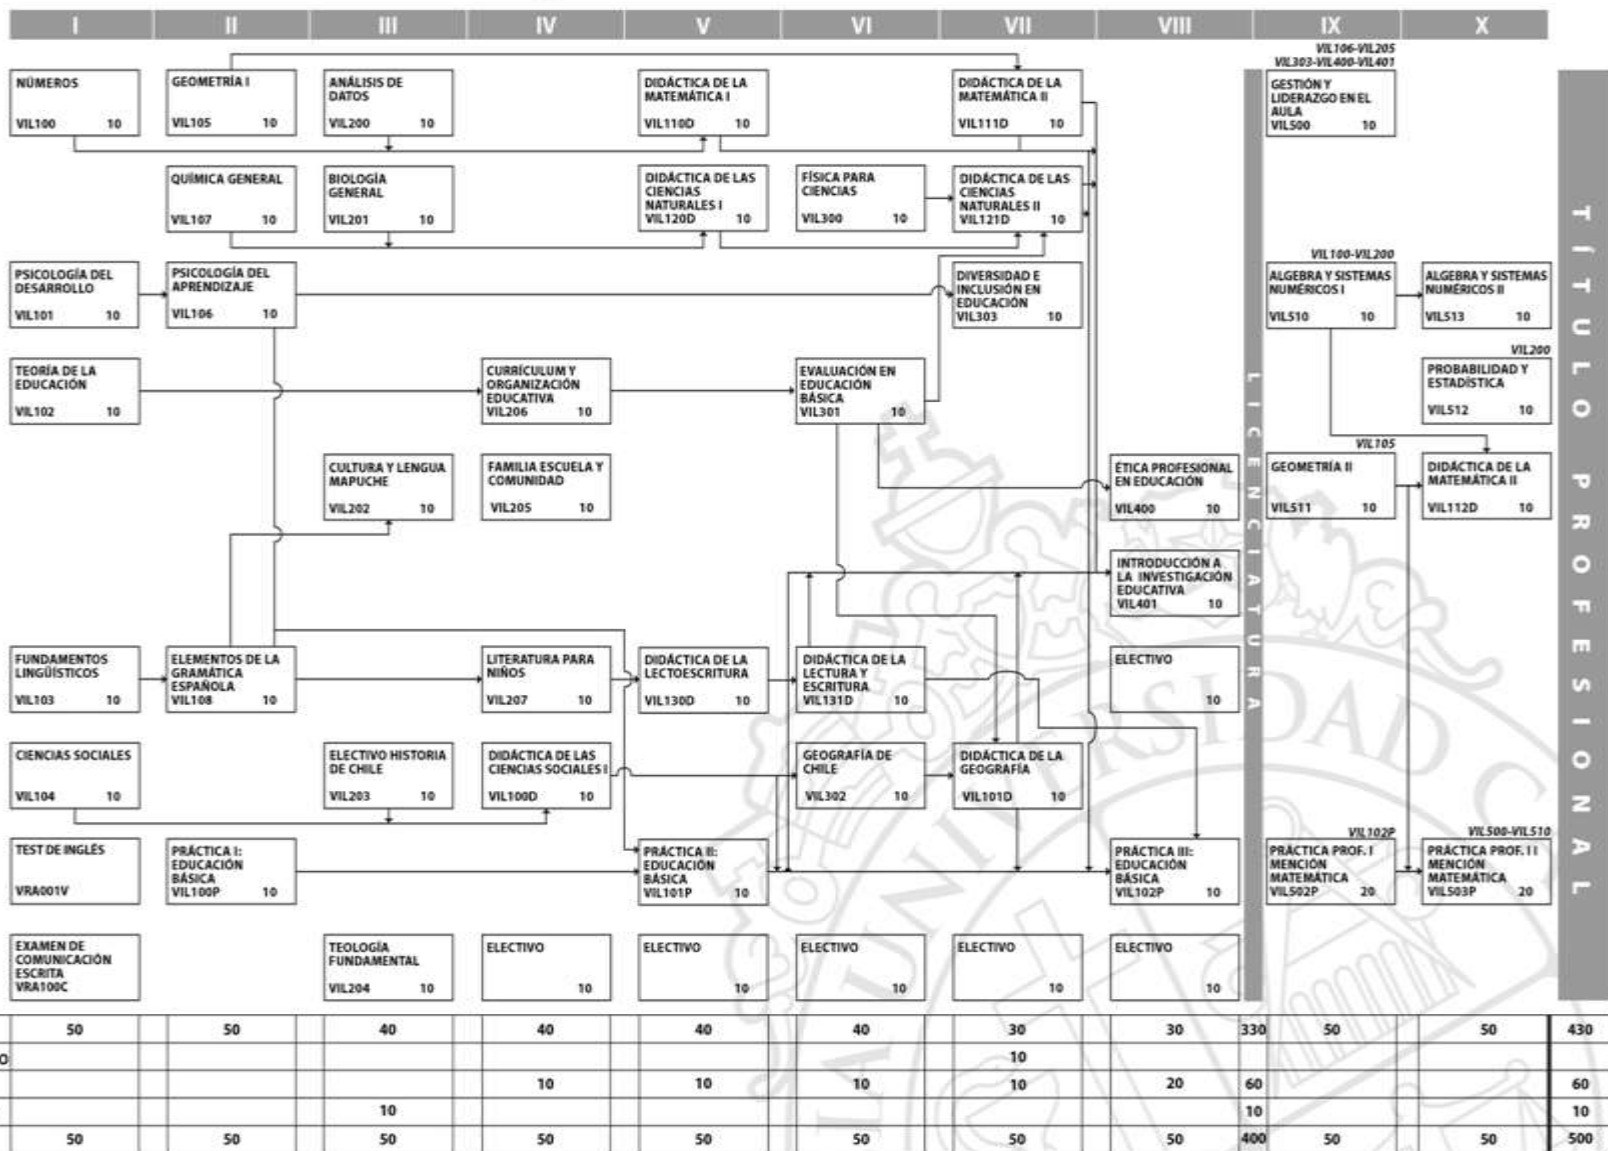 I II III IV V VI VII VIII IX X
VIL106-VIL205
VIL303-VIL400-VIL401
NÚMEROS
VIL100 10
GEOMETRÍA I
VIL105 10
ANÁLISIS DE
DATOS
VIL200 10
DIDÁCTICA DE LA
MATEMÁTICA I
VIL110D 10
DIDÁCTICA DE LA
MATEMÁTICA II
VIL111D 10
GESTIÓN Y
LIDERAZGO EN EL
AULA
VIL500 10
QUÍMICA GENERAL
VIL107 10
BIOLOGÍA
GENERAL
VIL201 10
DIDÁCTICA DE LAS
CIENCIAS
NATURALES I
VIL120D 10
FÍSICA PARA
CIENCIAS
VIL300 10
DIDÁCTICA DE LAS
CIENCIAS
NATURALES II
VIL121D 10
PSICOLOGÍA DEL
DESARROLLO
VIL101 10
PSICOLOGÍA DEL
APRENDIZAJE
VIL106 10
DIVERSIDAD E
INCLUSIÓN EN
EDUCACIÓN
VIL303 10
VIL100-VIL200
ALGEBRA Y SISTEMAS
NUMÉRICOS I
VIL510 10
ALGEBRA Y SISTEMAS
NUMÉRICOS II
VIL513 10
TEORÍA DE LA
EDUCACIÓN
VIL102 10
CURRÍCULUM Y
ORGANIZACIÓN
EDUCATIVA
VIL206 10
EVALUACIÓN EN
EDUCACIÓN
BÁSICA
VIL301 10
VIL200
PROBABILIDAD Y
ESTADÍSTICA
VIL512 10
CULTURA Y LENGUA
MAPUCHE
VIL202 10
FAMILIA ESCUELA Y
COMUNIDAD
VIL205 10
ÉTICA PROFESIONAL
EN EDUCACIÓN
VIL400 10
VIL105
GEOMETRÍA II
VIL511 10
DIDÁCTICA DE LA
MATEMÁTICA II
VIL112D 10
INTRODUCCIÓN A
LA INVESTIGACIÓN
EDUCATIVA
VIL401 10
FUNDAMENTOS
LINGÜÍSTICOS
VIL103 10
ELEMENTOS DE LA
GRAMÁTICA
ESPAÑOLA
VIL108 10
LITERATURA PARA
NIÑOS
VIL207 10
DIDÁCTICA DE LA
LECTOESCRITURA
VIL130D 10
DIDÁCTICA DE LA
LECTURA Y
ESCRITURA
VIL131D 10
ELECTIVO
10
CIENCIAS SOCIALES
VIL104 10
ELECTIVO HISTORIA
DE CHILE
VIL203 10
DIDÁCTICA DE LAS
CIENCIAS SOCIALES I
VIL100D 10
GEOGRAFÍA DE
CHILE
VIL302 10
DIDÁCTICA DE LA
GEOGRAFÍA
VIL101D 10
TEST DE INGLÉS
VRA001V
PRÁCTICA I:
EDUCACIÓN
BÁSICA
VIL100P 10
PRÁCTICA II:
EDUCACIÓN
BÁSICA
VIL101P 10
PRÁCTICA III:
EDUCACIÓN
BÁSICA
VIL102P 10
VIL102P
PRÁCTICA PROF. I
MENCIÓN
MATEMÁTICA
VIL502P 20
VIL500-VIL510
PRÁCTICA PROF. I I
MENCIÓN
MATEMÁTICA
VIL503P 20
EXAMEN DE
COMUNICACIÓN
ESCRITA
VRA100C
TEOLOGÍA
FUNDAMENTAL
VIL204 10
ELECTIVO
10
ELECTIVO
10
ELECTIVO
10
ELECTIVO
10
ELECTIVO
10
LICENCIATURA
TÍTULO PROFESIONAL
LA UNIVERSIDAD C
50 50 40 40 40 40 30 30 330 50 50 430
O 10
10 10 10 10 20 60 60
10 10 10
50 50 50 50 50 50 50 50 400 50 50 500